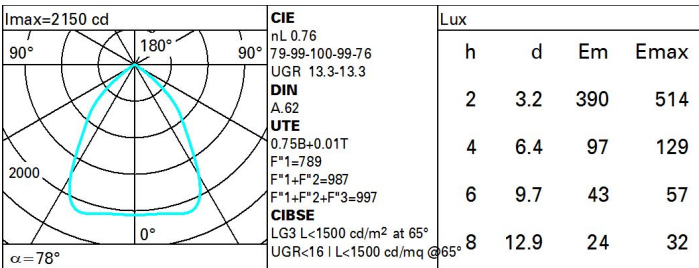 Imax=2150 cd
90° 180° 90°
2000
0°
α=78°
CIE
nL 0.76
79-99-100-99-76
UGR 13.3-13.3
DIN
A.62
UTE
0.75B+0.01T
F"1=789
F"1+F"2=987
F"1+F"2+F"3=997
CIBSE
LG3 L<1500 cd/m² at 65°
UGR<16 | L<1500 cd/mq @65°
Lux
h d Em Emax
2 3.2 390 514
4 6.4 97 129
6 9.7 43 57
8 12.9 24 32